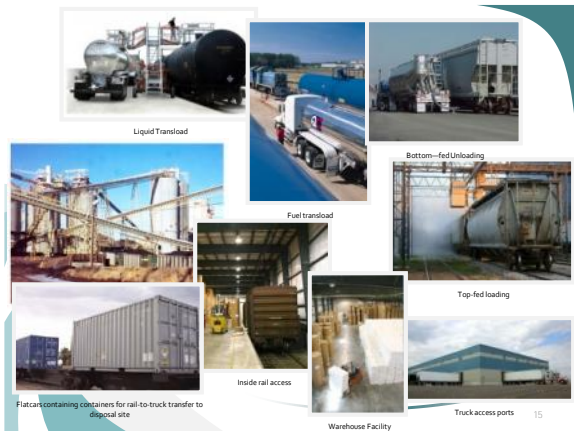 Liquid Transload
Bottom—fed Unloading
Fuel transload
Top-fed loading
Inside rail access
Flatcars containing containers for rail-to-truck transfer to
disposal site
Truck access ports
15
Warehouse Facility